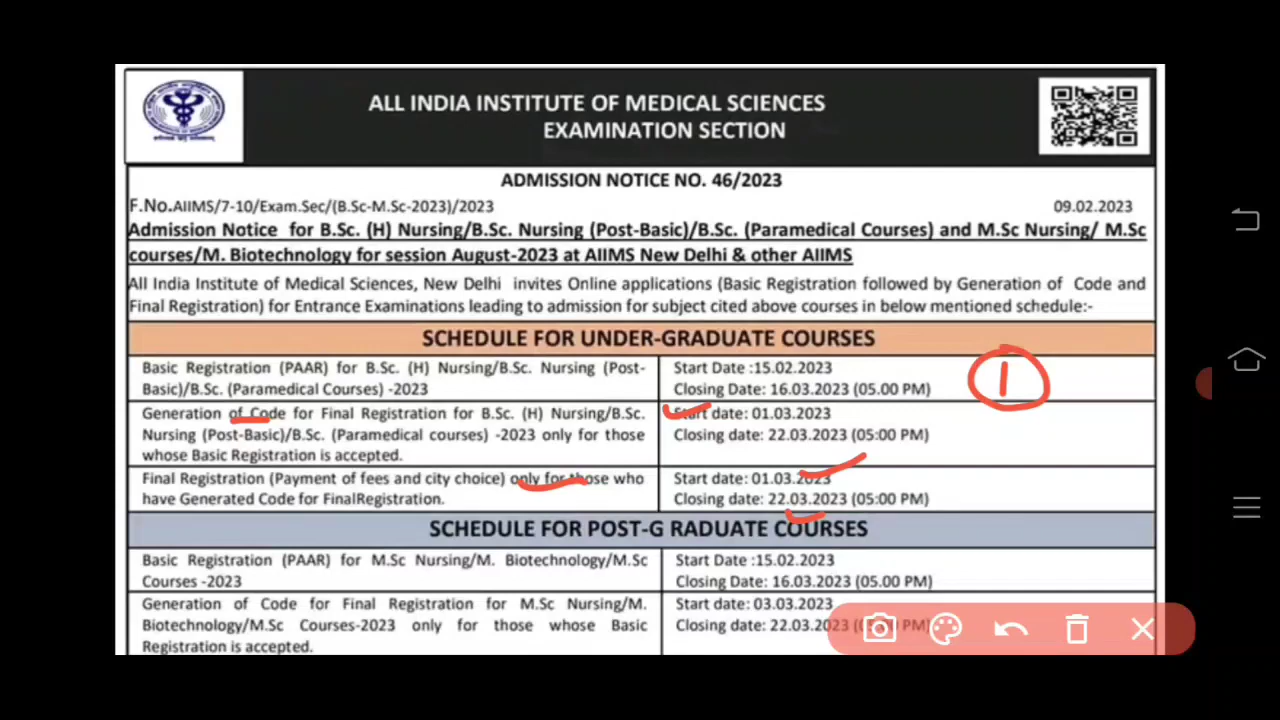 ALL INDIA INSTITUTE OF MEDICAL SCIENCES
EXAMINATION SECTION
ADMISSION NOTICE NO. 46/2023
F.No.AIIMS/7-10/Exam.Sec/(B.Sc-M.Sc-2023)/2023 09.02.2023
Admission Notice for B.Sc. (H) Nursing/B.Sc. Nursing (Post-Basic)/B.Sc. (Paramedical Courses) and M.Sc Nursing/ M.Sc
courses/M. Biotechnology for session August-2023 at AIIMS New Delhi & other AIIMS
All India Institute of Medical Sciences, New Delhi invites Online applications (Basic Registration followed by Generation of Code and
Final Registration) for Entrance Examinations leading to admission for subject cited above courses in below mentioned schedule:-
SCHEDULE FOR UNDER-GRADUATE COURSES
Basic Registration (PAAR) for B.Sc. (H) Nursing/B.Sc. Nursing (Post-
Basic)/B.Sc. (Paramedical Courses) -2023
Start Date :15.02.2023
Closing Date: 16.03.2023 (05.00 PM)
1
Generation of Code for Final Registration for B.Sc. (H) Nursing/B.Sc.
Nursing (Post-Basic)/B.Sc. (Paramedical courses) -2023 only for those
whose Basic Registration is accepted.
Start date: 01.03.2023
Closing date: 22.03.2023 (05:00 PM)
Final Registration (Payment of fees and city choice) only for those who
have Generated Code for FinalRegistration.
Start date: 01.03.2023
Closing date: 22.03.2023 (05:00 PM)
SCHEDULE FOR POST-G RADUATE COURSES
Basic Registration (PAAR) for M.Sc Nursing/M. Biotechnology/M.Sc
Courses -2023
Start Date :15.02.2023
Closing Date: 16.03.2023 (05.00 PM)
Generation of Code for Final Registration for M.Sc Nursing/M.
Biotechnology/M.Sc Courses-2023 only for those whose Basic
Registration is accepted.
Start date: 03.03.2023
Closing date: 22.03.2023 (05:00 PM)